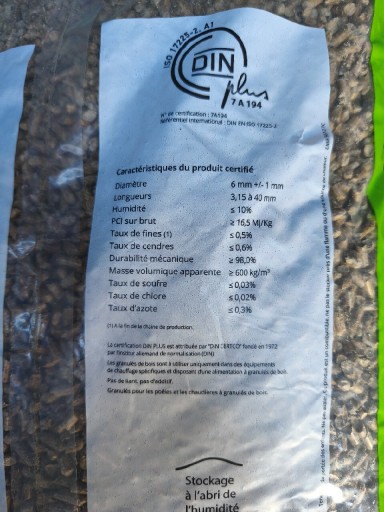 ISO 17225-2, A1
DIN
plus
7A194
N° de certification : 7A194
Référentiel international : DIN EN ISO 17225-2
Caractéristiques du produit certifié
Diamètre 6 mm +/- 1 mm
Longueurs 3,15 à 40 mm
Humidité ≤ 10%
PCI sur brut ≥ 16,5 MJ/Kg
Taux de fines (1) ≤ 0,5%
Taux de cendres ≤ 0,6%
Durabilité mécanique ≥ 98,0%
Masse volumique apparente ≥ 600 kg/m³
Taux de soufre ≤ 0,03%
Taux de chlore ≤ 0,02%
Taux d'azote ≤ 0,3%
(1) A la fin de la chaine de production.
La certification DIN PLUS est attribuée par "DIN CERTCO" fondé en 1972
par l'institut allemand de normalisation (DIN)
Les granulés de bois sont à utiliser uniquement dans des équipements
de chauffage spécifiques et disposant d'une alimentation à granulés de bois.
Pas de liant, pas d'additif.
Granulés pour les poêles et les chaudières à granulés de bois.
Stockage
à l'abri de
l'humidité